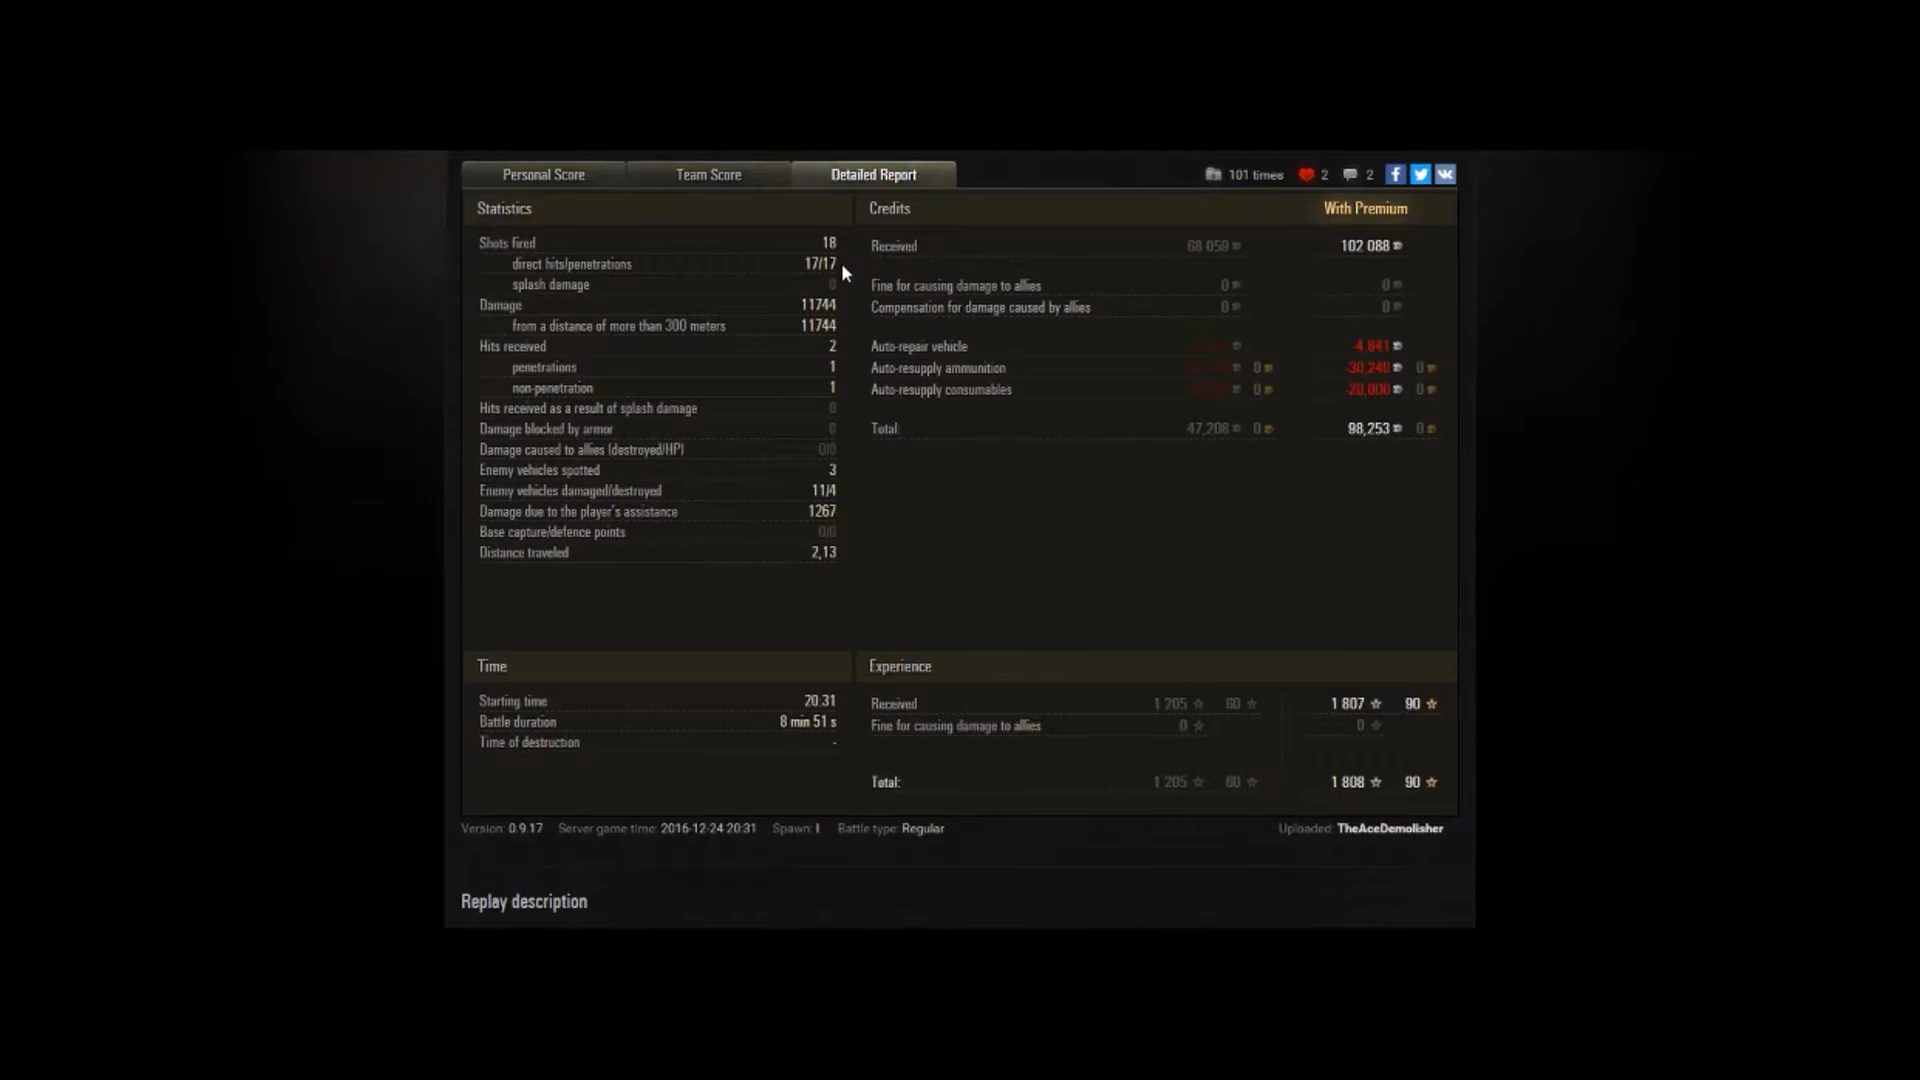 Personal Score Team Score Detailed Report 101 times 2 2
Statistics
Shots fired 18
direct hits/penetrations 17/17
splash damage 0
Damage 11744
from a distance of more than 300 meters 11744
Hits received 2
penetrations 1
non-penetration 1
Hits received as a result of splash damage 0
Damage blocked by armor 0
Damage caused to allies (destroyed/HP) 0/0
Enemy vehicles spotted 3
Enemy vehicles damaged/destroyed 11/4
Damage due to the player's assistance 1267
Base capture/defence points 0/0
Distance traveled 2,13
Credits With Premium
Received 68 059 102 088
Fine for causing damage to allies 0 0
Compensation for damage caused by allies 0 0
Auto-repair vehicle -4,641
Auto-resupply ammunition 0 -30,240 0
Auto-resupply consumables 0 -20,000 0
Total: 47,208 0 98,253 0
Time
Starting time 20:31
Battle duration 8 min 51 s
Time of destruction -
Experience
Received 1 205 60 1 807 90
Fine for causing damage to allies 0 0
Total: 1 205 60 1 808 90
Version: 0.9.17 Server game time: 2016-12-24 20:31 Spawn: I Battle type: Regular Uploaded: TheAceDemolisher
Replay description